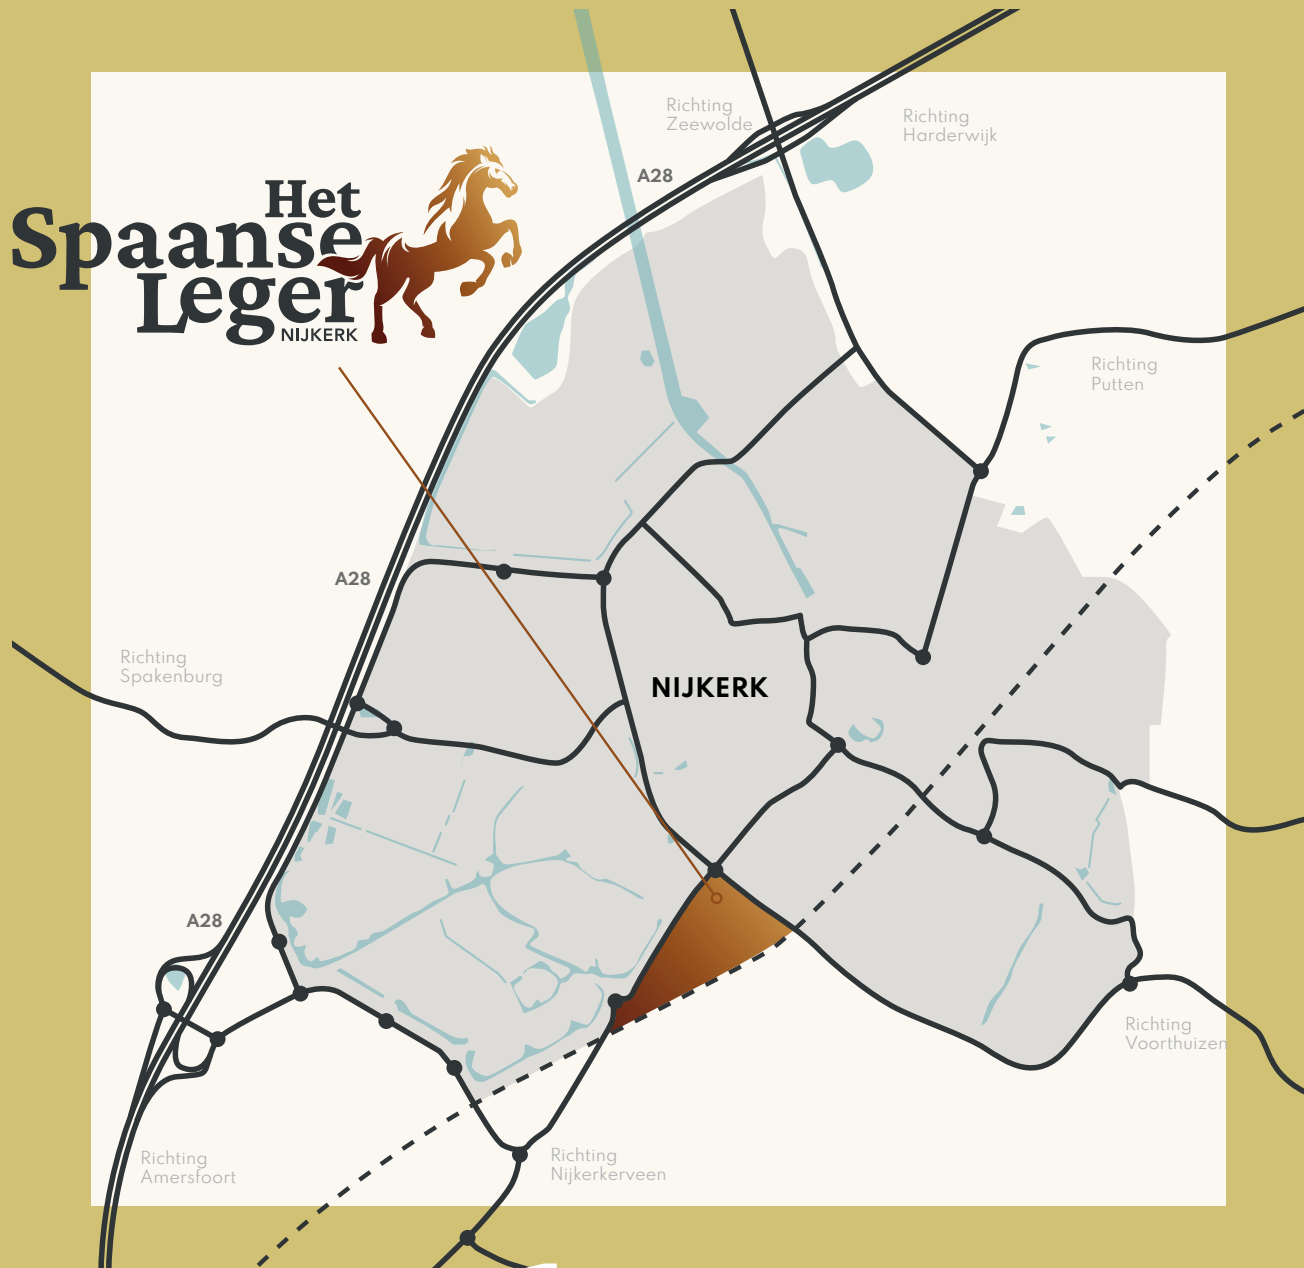 Richting
Zeewolde
Richting
Harderwijk
A28
Het
Spaanse
Leger
NIJKERK
Richting
Putten
A28
Richting
Spakenburg
NIJKERK
A28
Richting
Voorthuizen
Richting
Amersfoort
Richting
Nijkerkerveen